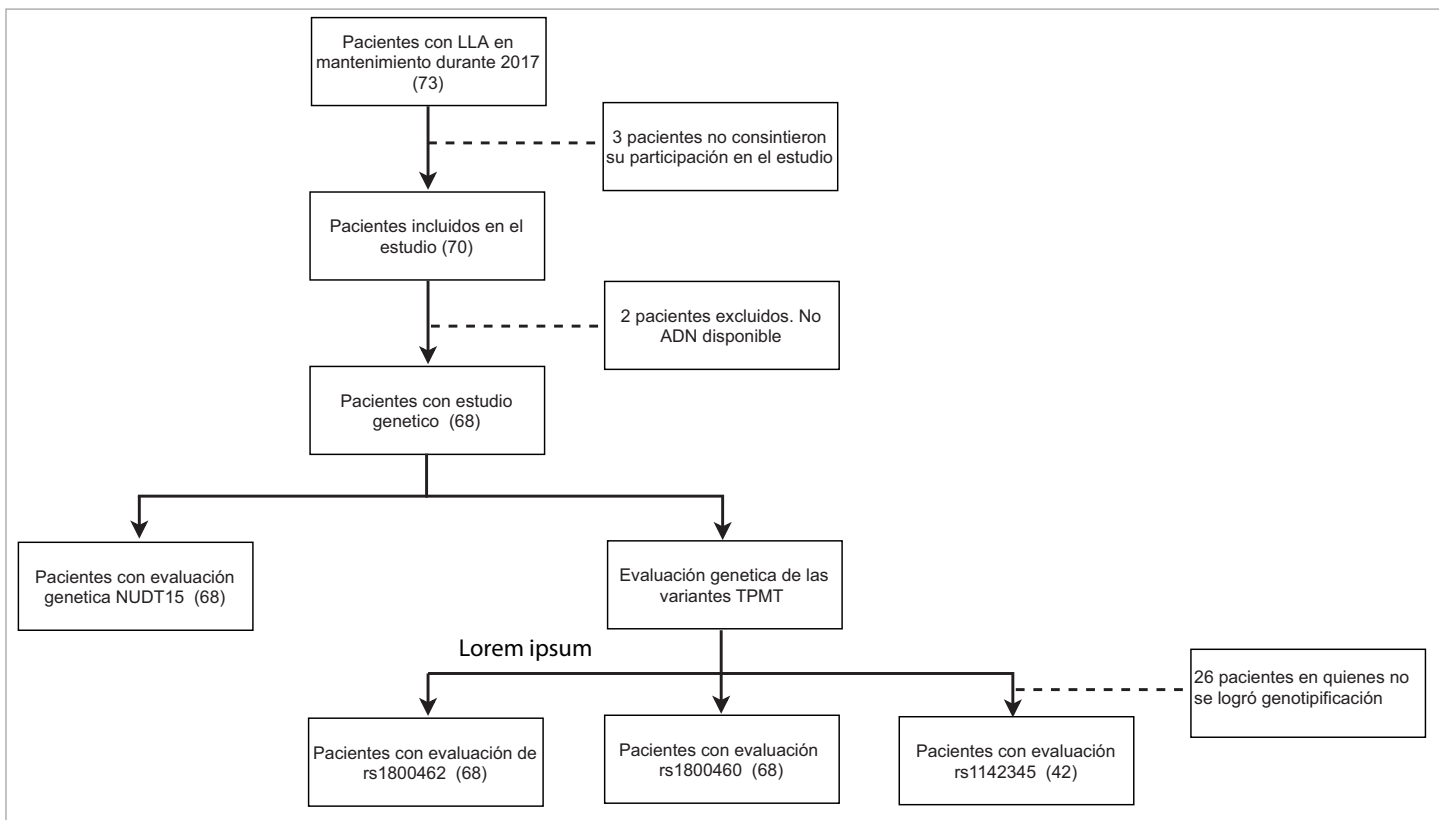 Pacientes con LLA en
mantenimiento durante 2017
(73)
3 pacientes no consintieron
su participación en el estudio
Pacientes incluidos en el
estudio (70)
2 pacientes excluidos. No
ADN disponible
Pacientes con estudio
genetico (68)
Pacientes con evaluación
genetica NUDT15 (68)
Evaluación genetica de las
variantes TPMT
Lorem ipsum
26 pacientes en quienes no
se logró genotipificación
Pacientes con evaluación de
rs1800462 (68)
Pacientes con evaluación
rs1800460 (68)
Pacientes con evaluación
rs1142345 (42)